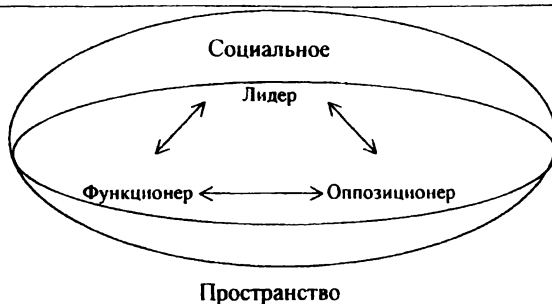 Социальное
Лидер
Функционер Оппозиционер
Пространство